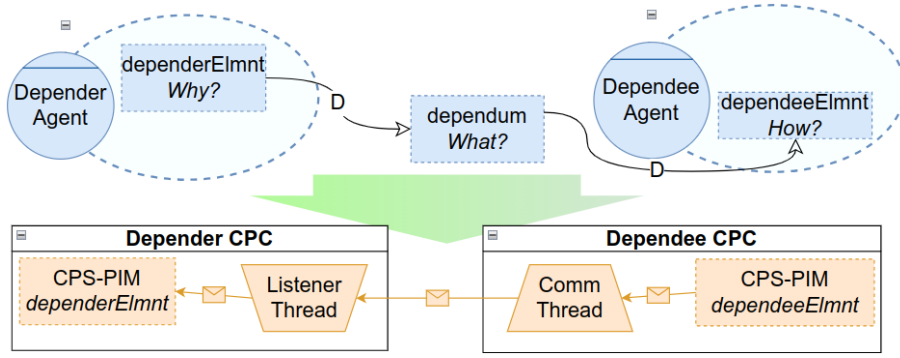 Depender
Agent
dependerElmnt
Why?
D
dependum
What?
Dependee
Agent
dependeeElmnt
How?
D
Depender CPC
CPS-PIM
dependerElmnt
Listener
Thread
Dependee CPC
Comm
Thread
CPS-PIM
dependeeElmnt